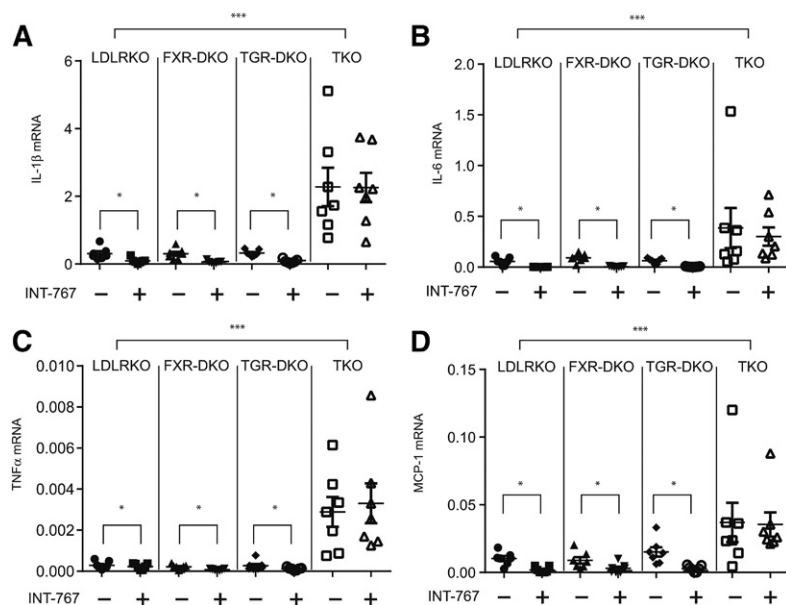 A
***
LDLRKO FXR-DKO TGR-DKO TKO
6
4
2
0
IL-1β mRNA
* * *
INT-767 − + − + − + − +
B
***
LDLRKO FXR-DKO TGR-DKO TKO
2.0
1.5
1.0
0.5
0.0
IL-6 mRNA
* * *
INT-767 − + − + − + − +
C
***
LDLRKO FXR-DKO TGR-DKO TKO
0.010
0.008
0.006
0.004
0.002
0.000
TNFα mRNA
* * *
INT-767 − + − + − + − +
D
***
LDLRKO FXR-DKO TGR-DKO TKO
0.15
0.10
0.05
0.00
MCP-1 mRNA
* * *
INT-767 − + − + − + − +